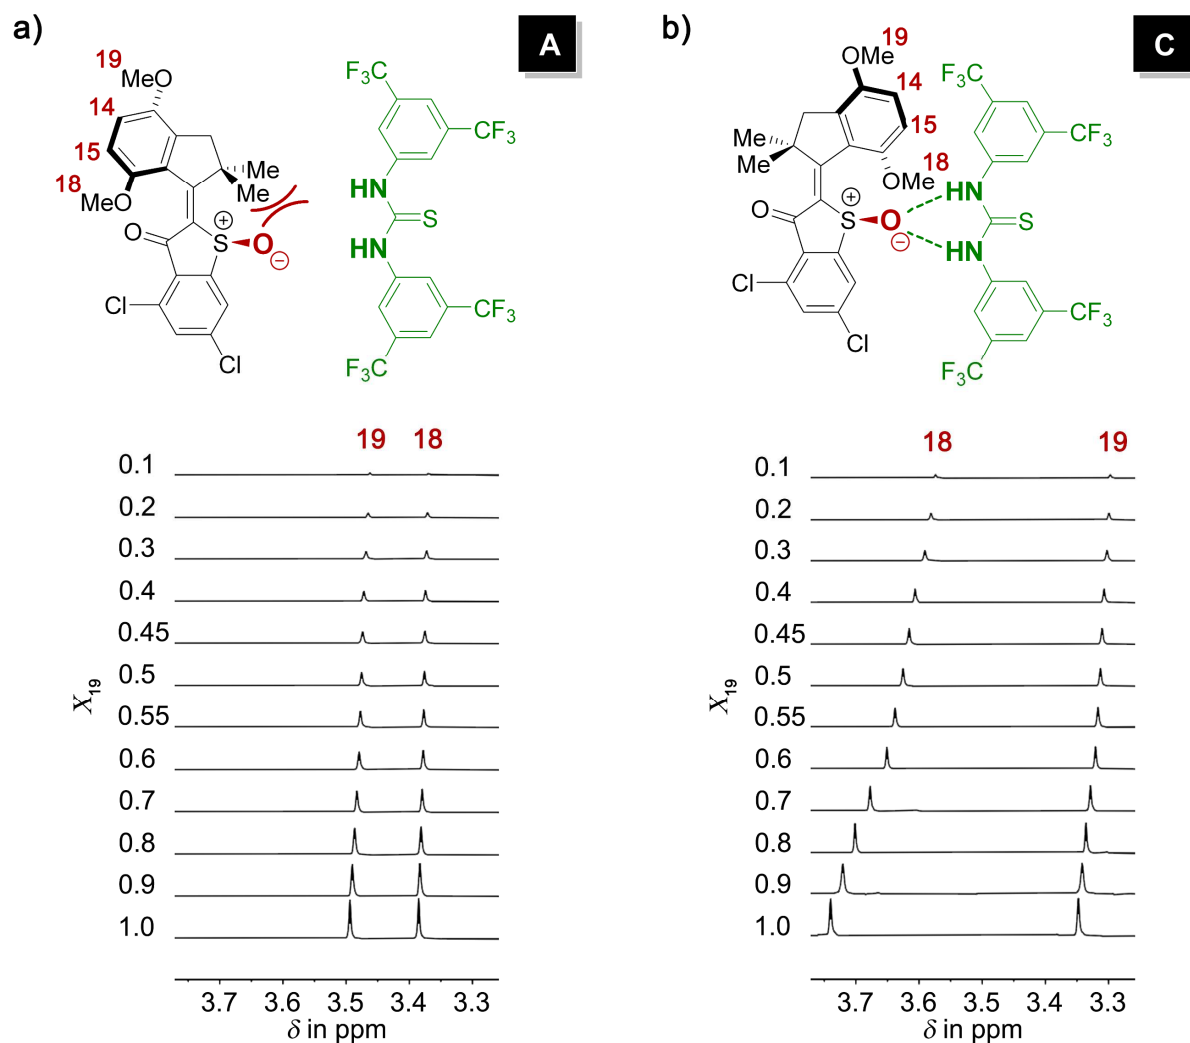 a)
A
19
MeO
14
15
18
MeO
Me
Me
O
S
+
O
−
Cl
Cl
F₃C
CF₃
HN
S
HN
CF₃
F₃C
b)
C
19
OMe
14
15
Me
Me
18
OMe
O
S
+
O
−
Cl
Cl
F₃C
CF₃
HN
S
HN
CF₃
F₃C
19 18
0.1
0.2
0.3
0.4
0.45
0.5
0.55
0.6
0.7
0.8
0.9
1.0
X₁₉
3.7 3.6 3.5 3.4 3.3
δ in ppm
18 19
0.1
0.2
0.3
0.4
0.45
0.5
0.55
0.6
0.7
0.8
0.9
1.0
X₁₉
3.7 3.6 3.5 3.4 3.3
δ in ppm